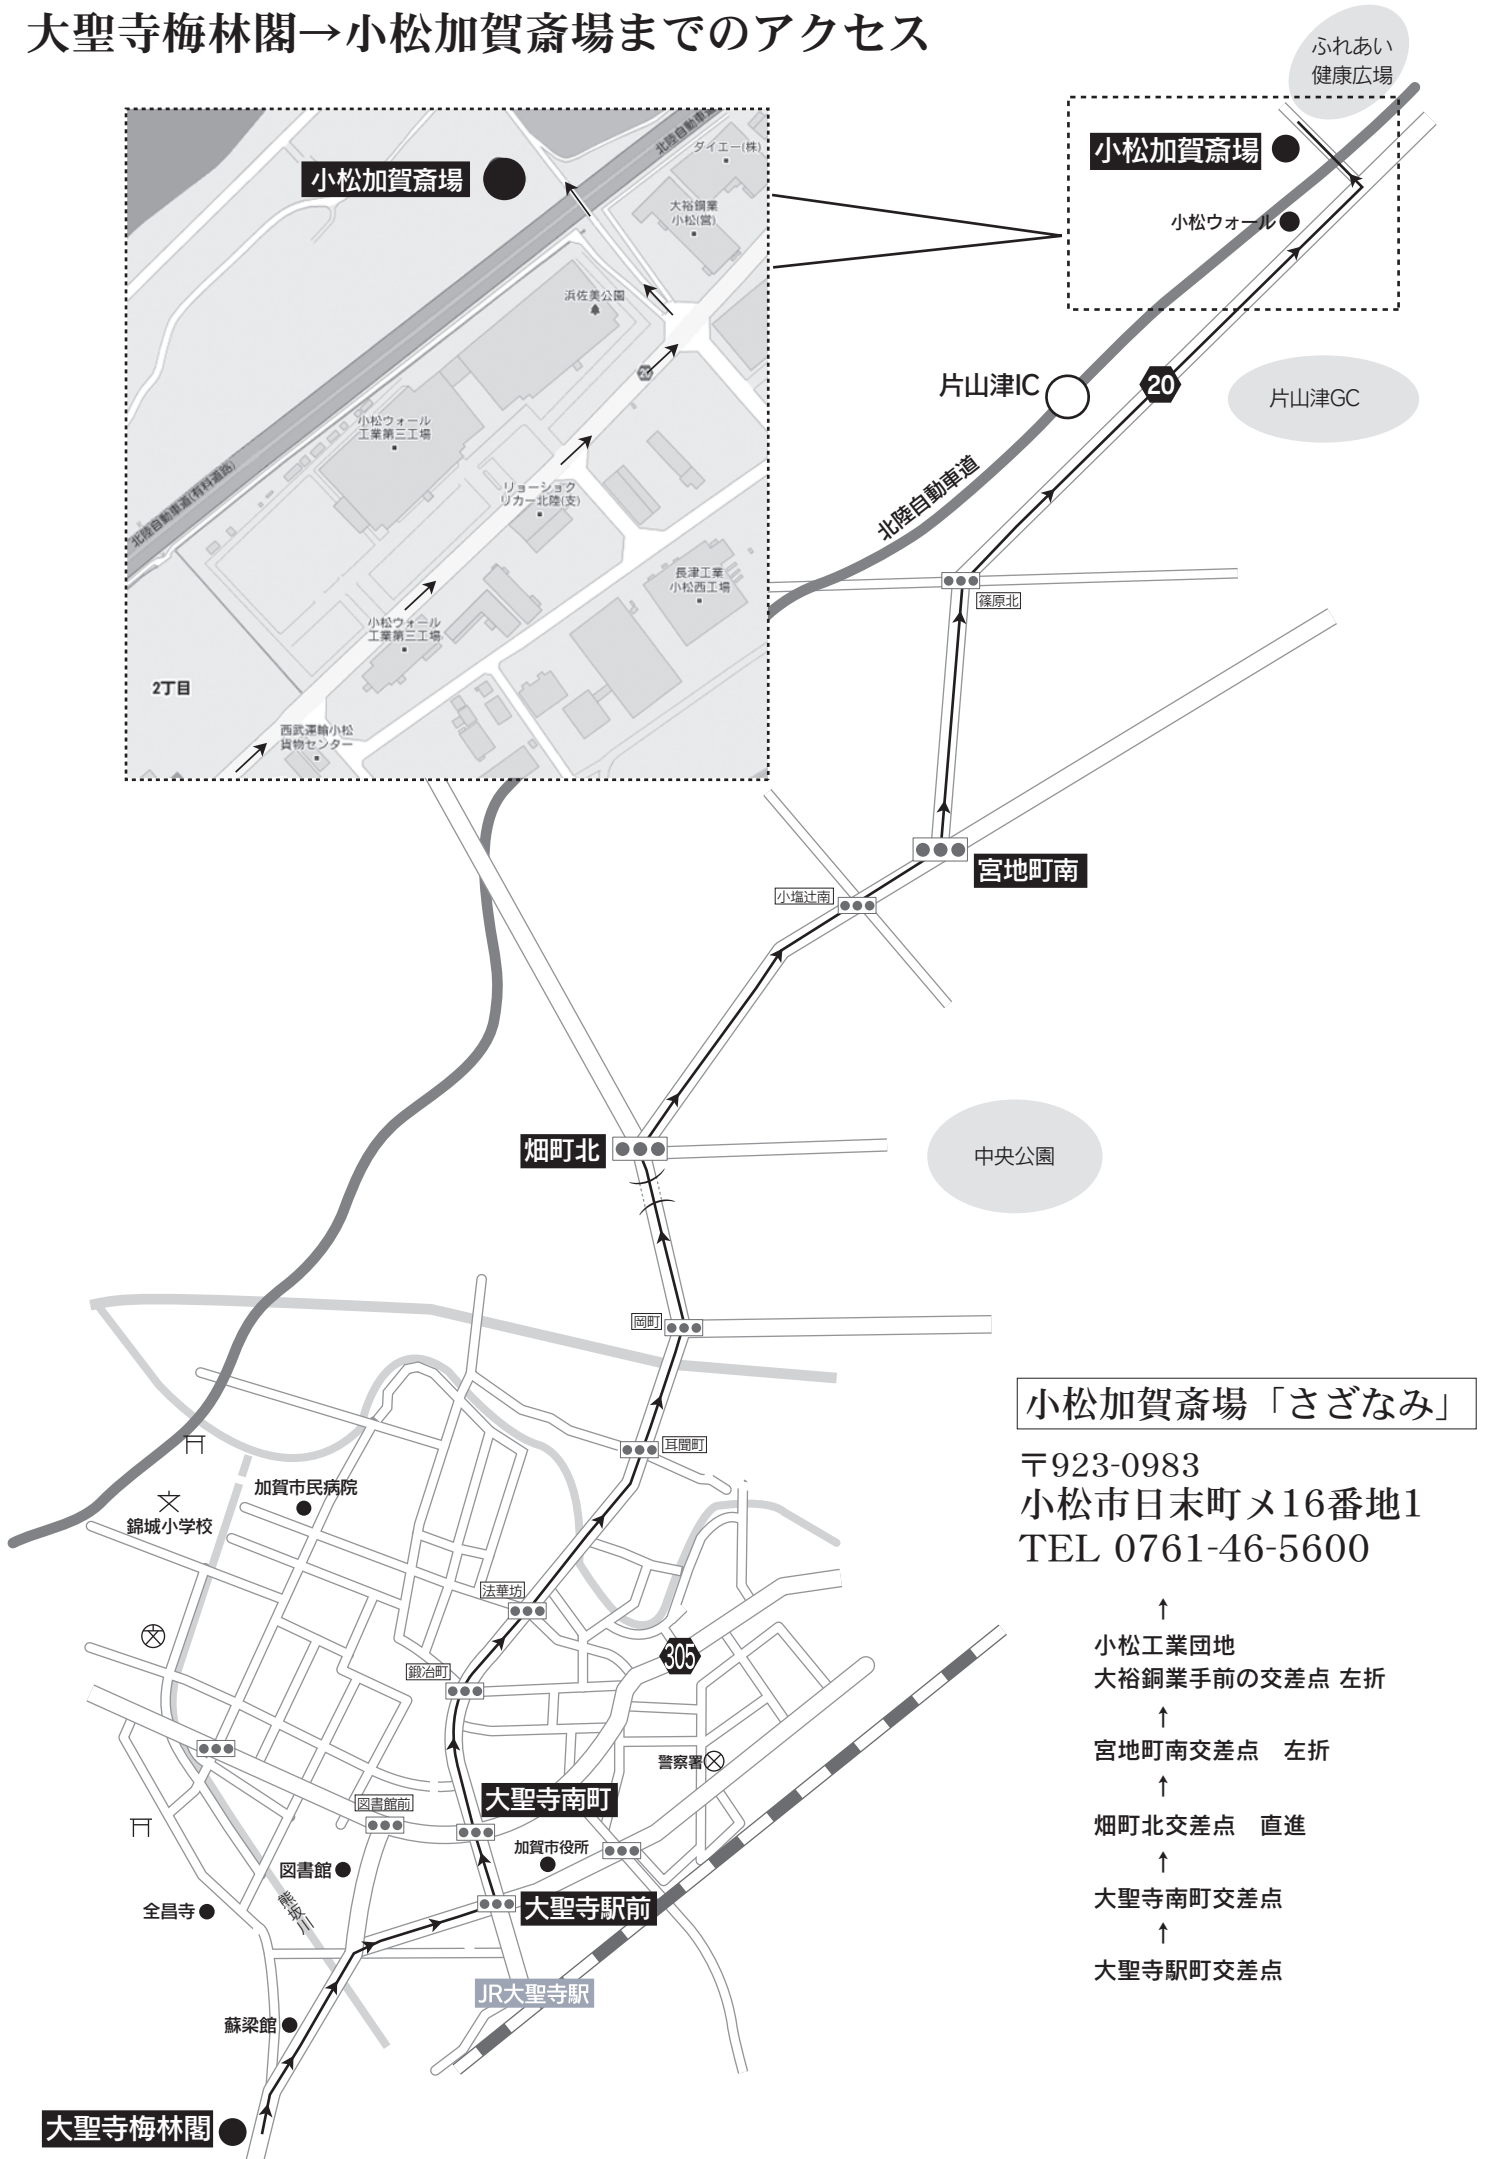 大聖寺梅林閣→小松加賀斎場までのアクセス
ふれあい
健康広場
小松加賀斎場
小松ウォール
片山津IC
20
片山津GC
北陸自動車道
篠原北
小松加賀斎場
北陸自動車道
ダイエー(株)
大裕鋼業
小松(営)
浜佐美公園
20
小松ウォール
工業第三工場
リョーショク
リカー北陸(支)
北陸自動車道(有料道路)
長津工業
小松西工場
小松ウォール
工業第三工場
2丁目
西武運輸小松
貨物センター
宮地町南
小塩辻南
畑町北
中央公園
岡町
耳聞町
加賀市民病院
文
錦城小学校
法華坊
鍛冶町
305
警察署
大聖寺南町
図書館前
加賀市役所
図書館
大聖寺駅前
全昌寺
熊坂川
JR大聖寺駅
蘇梁館
大聖寺梅林閣
小松加賀斎場「さざなみ」
〒923-0983
小松市日末町メ16番地1
TEL 0761-46-5600
↑
小松工業団地
大裕銅業手前の交差点 左折
↑
宮地町南交差点　左折
↑
畑町北交差点　直進
↑
大聖寺南町交差点
↑
大聖寺駅町交差点